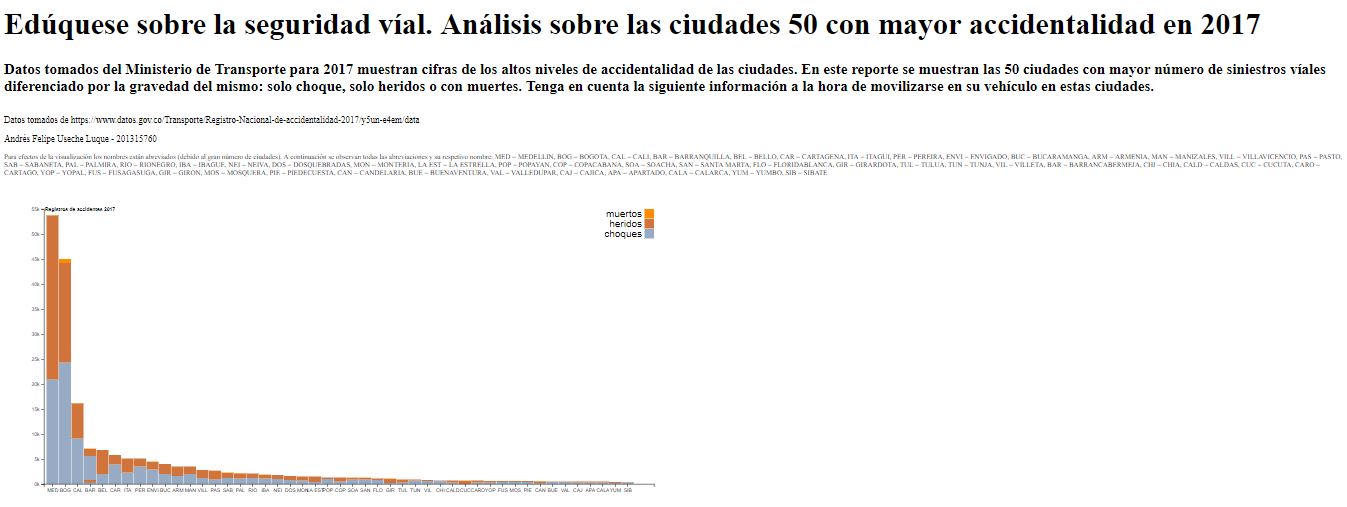 Edúquese sobre la seguridad víal. Análisis sobre las ciudades 50 con mayor accidentalidad en 2017
Datos tomados del Ministerio de Transporte para 2017 muestran cifras de los altos niveles de accidentalidad de las ciudades. En este reporte se muestran las 50 ciudades con mayor número de siniestros víales
diferenciado por la gravedad del mismo: solo choque, solo heridos o con muertes. Tenga en cuenta la siguiente información a la hora de movilizarse en su vehículo en estas ciudades.
Datos tomados de https://www.datos.gov.co/Transporte/Registro-Nacional-de-accidentalidad-2017/y5un-e4em/data
Andrés Felipe Useche Luque - 201315760
Para efectos de la visualización los nombres están abreviados (debido al gran número de ciudades). A continuación se observan todas las abreviaciones y su respetivo nombre: MED – MEDELLIN, BOG – BOGOTA, CAL – CALI, BAR – BARRANQUILLA, BEL – BELLO, CAR – CARTAGENA, ITA – ITAGUI, PER – PEREIRA, ENVI – ENVIGADO, BUC – BUCARAMANGA, ARM – ARMENIA, MAN – MANIZALES, VILL – VILLAVICENCIO, PAS – PASTO,
SAB – SABANETA, PAL – PALMIRA, RIO – RIONEGRO, IBA – IBAGUE, NEI – NEIVA, DOS – DOSQUEBRADAS, MON – MONTERIA, LA EST – LA ESTRELLA, POP – POPAYAN, COP – COPACABANA, SOA – SOACHA, SAN – SANTA MARTA, FLO – FLORIDABLANCA, GIR – GIRARDOTA, TUL – TULUA, TUN – TUNJA, VIL – VILLETA, BAR – BARRANCABERMEJA, CHI – CHIA, CALD – CALDAS, CUC – CUCUTA, CARO –
CARTAGO, YOP – YOPAL, FUS – FUSAGASUGA, GIR – GIRON, MOS – MOSQUERA, PIE – PIEDECUESTA, CAN – CANDELARIA, BUE – BUENAVENTURA, VAL – VALLEDUPAR, CAJ – CAJICA, APA – APARTADO, CALA – CALARCA, YUM – YUMBO, SIB – SIBATE
55k
Registros de accidentes 2017
muertos
heridos
choques
50k
45k
40k
35k
30k
25k
20k
15k
10k
5k
0k
MED BOG CAL BAR BEL CAR ITA PER ENVI BUC ARM MAN VILL PAS SAB PAL RIO IBA NEI DOS MON LA EST POP COP SOA SAN FLO GIR TUL TUN VIL CHI CALD CUC CARO YOP FUS MOS PIE CAN BUE VAL CAJ APA CALA YUM SIB